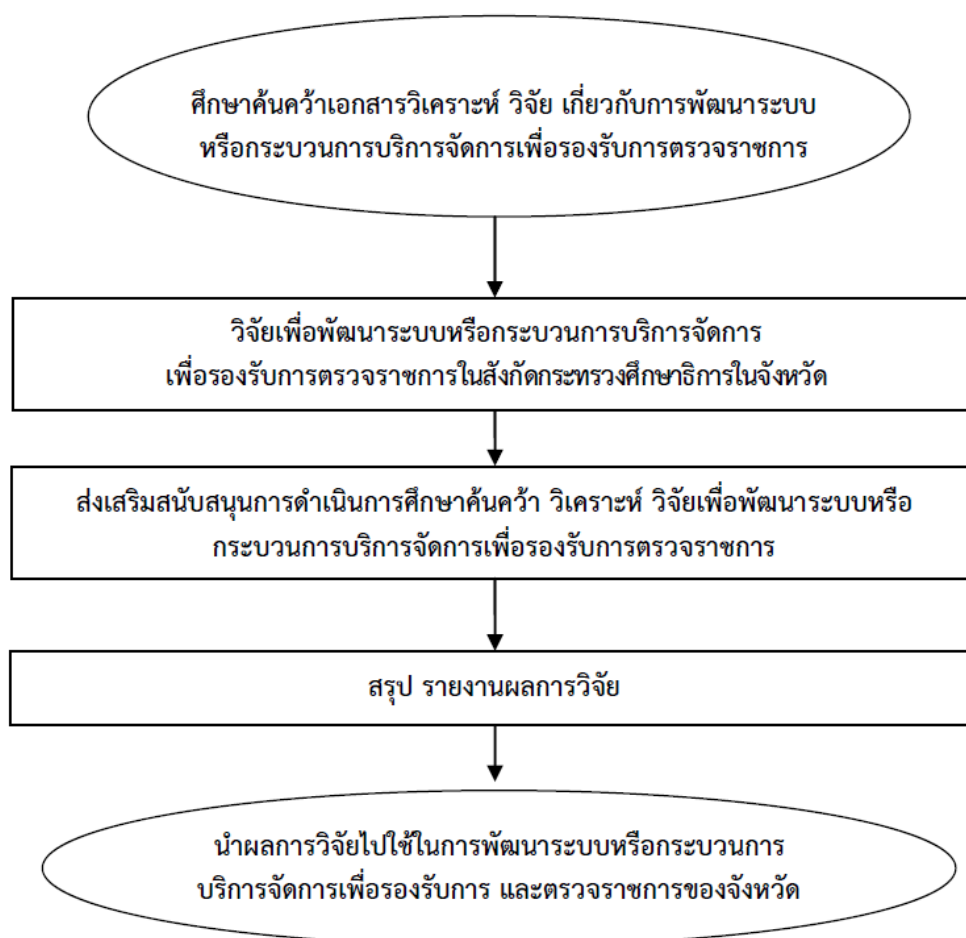 ศึกษาค้นคว้าเอกสารวิเคราะห์ วิจัย เกี่ยวกับการพัฒนาระบบ
หรือกระบวนการบริการจัดการเพื่อรองรับการตรวจราชการ
วิจัยเพื่อพัฒนาระบบหรือกระบวนการบริการจัดการ
เพื่อรองรับการตรวจราชการในสังกัดกระทรวงศึกษาธิการในจังหวัด
ส่งเสริมสนับสนุนการดำเนินการศึกษาค้นคว้า วิเคราะห์ วิจัยเพื่อพัฒนาระบบหรือ
กระบวนการบริการจัดการเพื่อรองรับการตรวจราชการ
สรุป รายงานผลการวิจัย
นำผลการวิจัยไปใช้ในการพัฒนาระบบหรือกระบวนการ
บริการจัดการเพื่อรองรับการ และตรวจราชการของจังหวัด